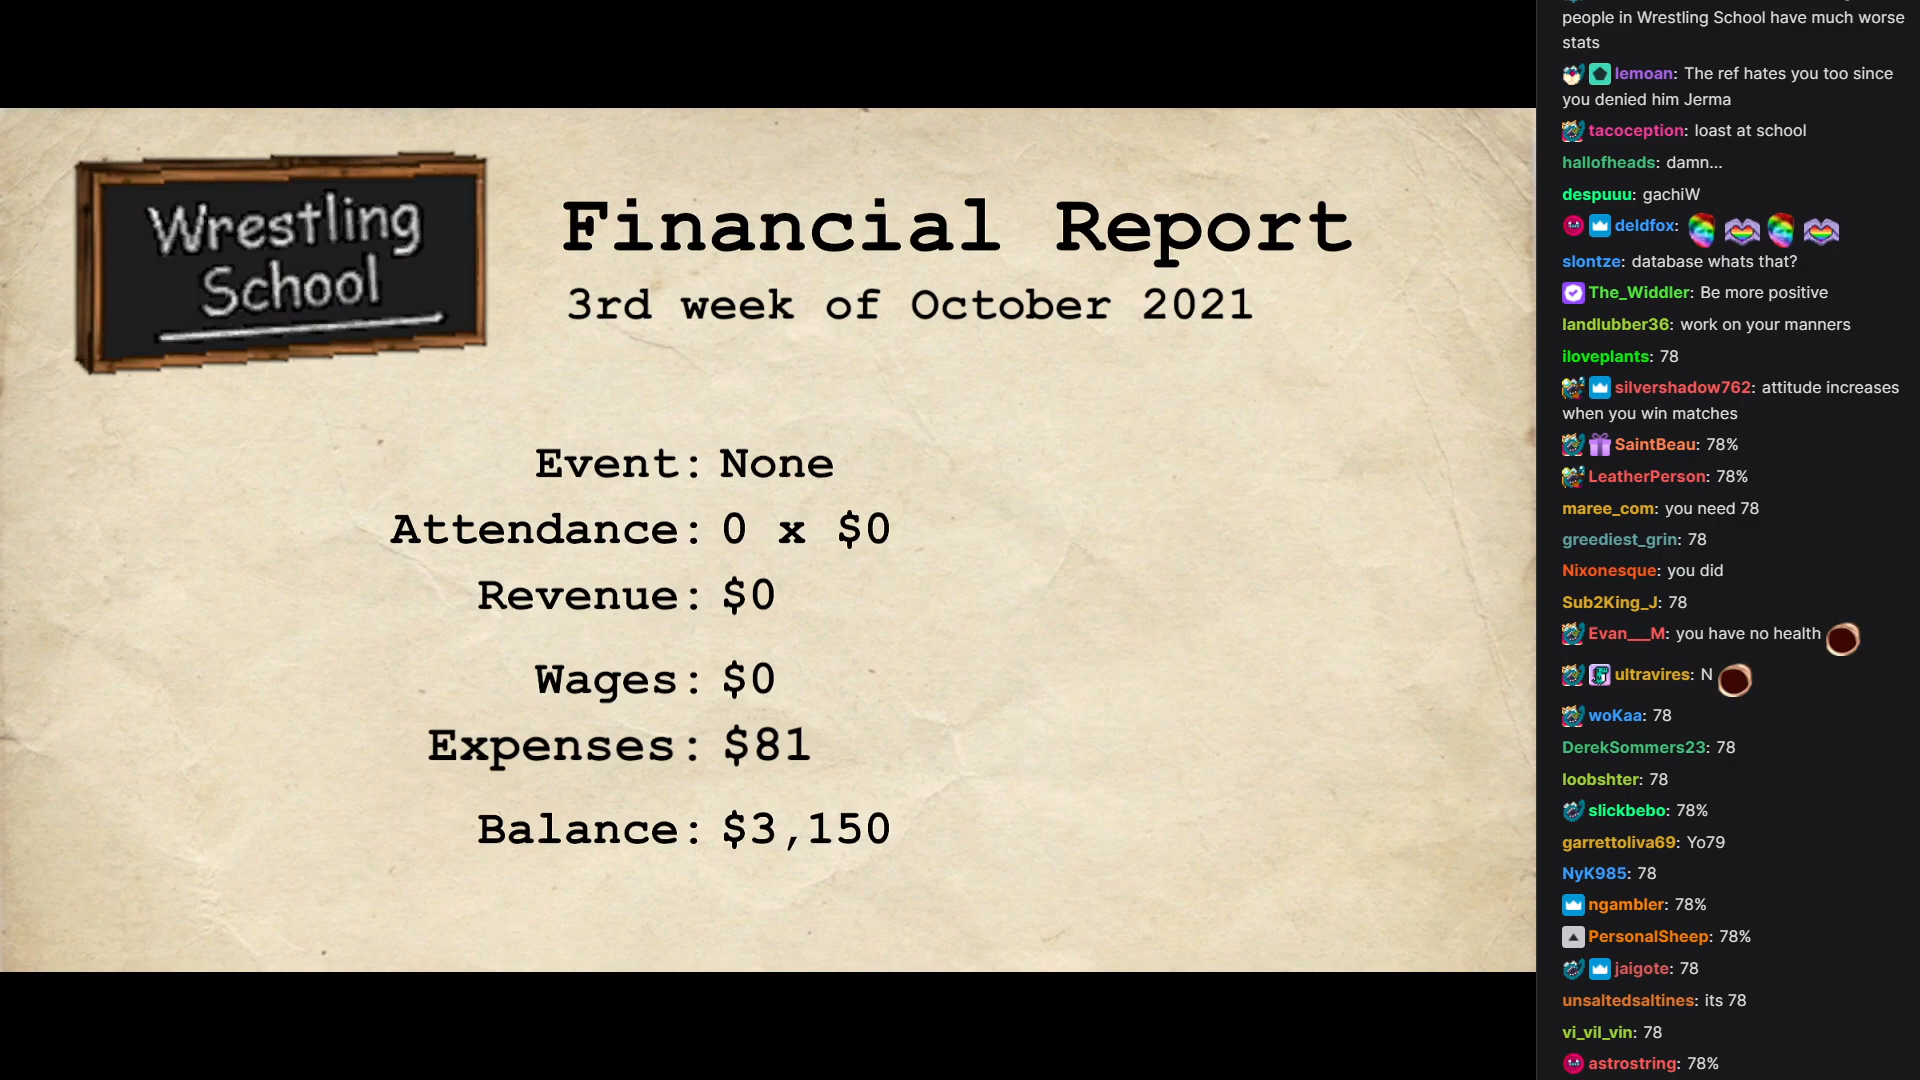 Wrestling
School
Financial Report
3rd week of October 2021
Event: None
Attendance: 0 x $0
Revenue: $0
Wages: $0
Expenses: $81
Balance: $3,150
people in Wrestling School have much worse
stats
lemoan: The ref hates you too since
you denied him Jerma
tacoception: loast at school
hallofheads: damn...
despuuu: gachiW
deldfox:
slontze: database whats that?
The_Widdler: Be more positive
landlubber36: work on your manners
iloveplants: 78
silvershadow762: attitude increases
when you win matches
SaintBeau: 78%
LeatherPerson: 78%
maree_com: you need 78
greediest_grin: 78
Nixonesque: you did
Sub2King_J: 78
Evan___M: you have no health
ultravires: N
woKaa: 78
DerekSommers23: 78
loobshter: 78
slickbebo: 78%
garrettoliva69: Yo79
NyK985: 78
ngambler: 78%
PersonalSheep: 78%
jaigote: 78
unsaltedsaltines: its 78
vi_vil_vin: 78
astrostring: 78%